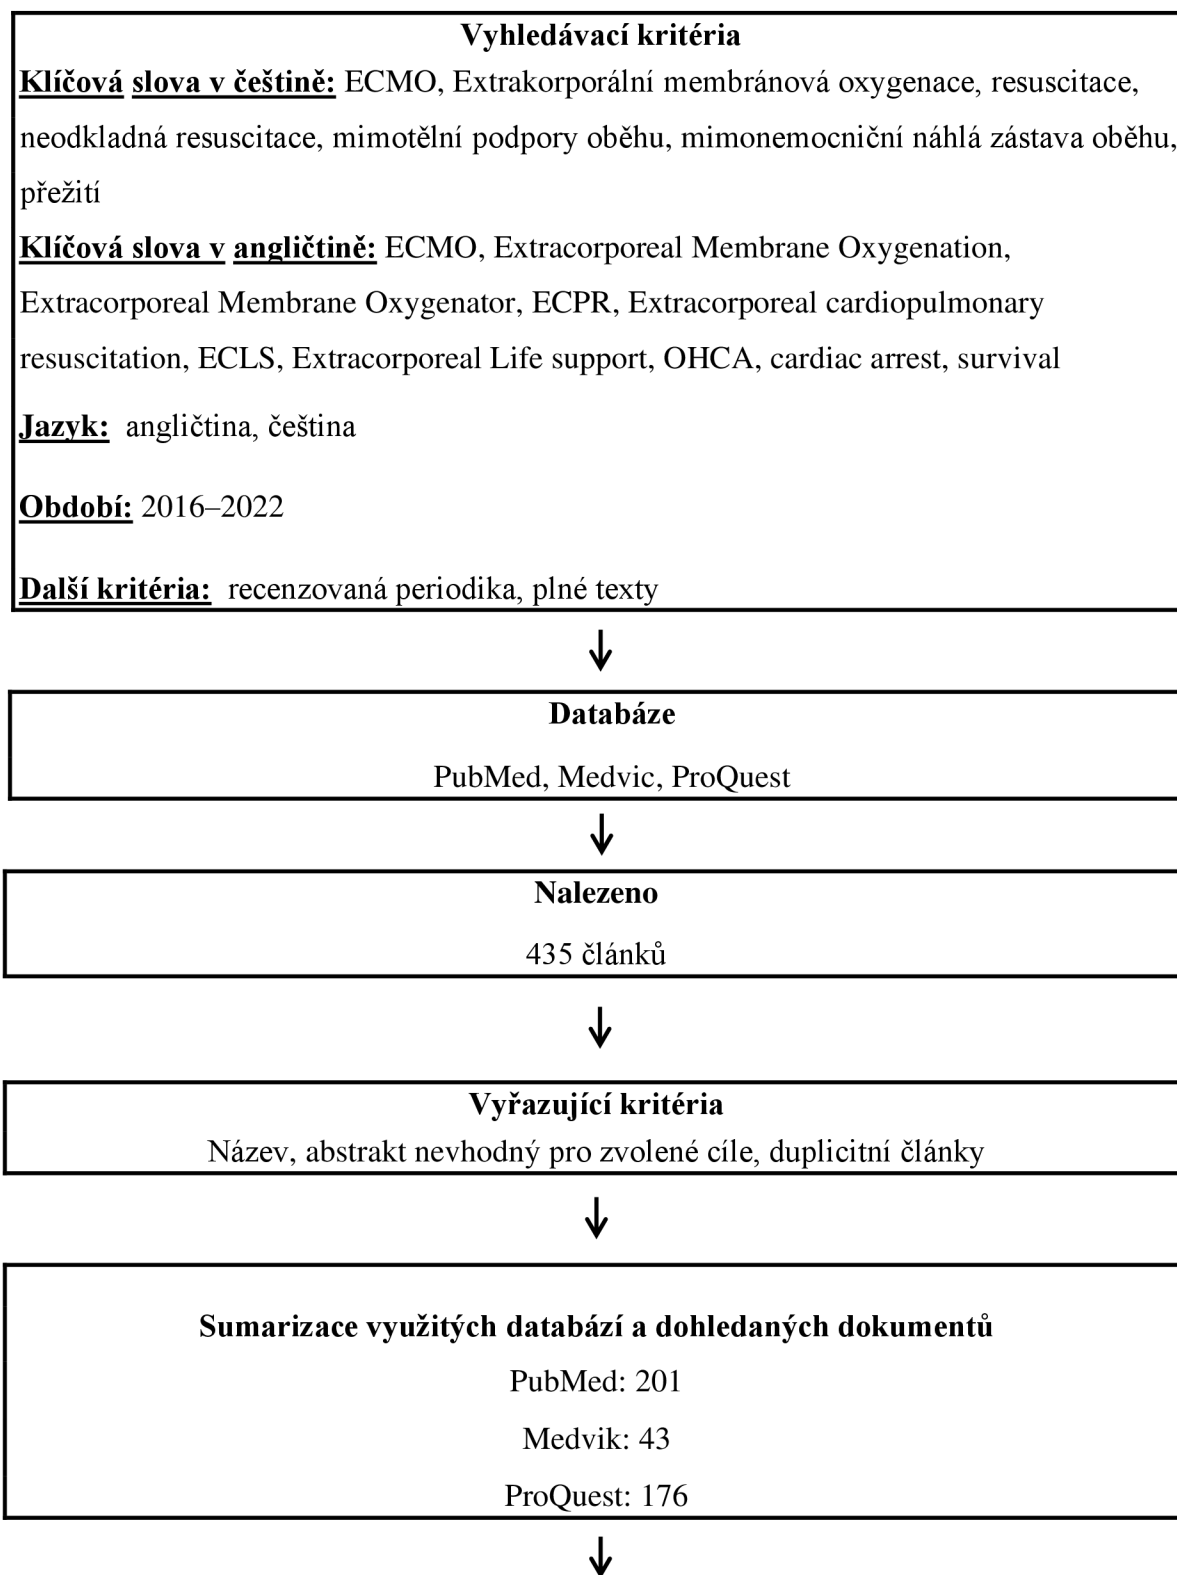 Vyhledávací kritéria
Klíčová slova v češtině: ECMO, Extrakorporální membránová oxygenace, resuscitace,
neodkladná resuscitace, mimotělní podpory oběhu, mimonemocniční náhlá zástava oběhu,
přežití
Klíčová slova v angličtině: ECMO, Extracorporeal Membrane Oxygenation,
Extracorporeal Membrane Oxygenator, ECPR, Extracorporeal cardiopulmonary
resuscitation, ECLS, Extracorporeal Life support, OHCA, cardiac arrest, survival
Jazyk: angličtina, čeština
Období: 2016–2022
Další kritéria: recenzovaná periodika, plné texty
Databáze
PubMed, Medvic, ProQuest
Nalezeno
435 článků
Vyřazující kritéria
Název, abstrakt nevhodný pro zvolené cíle, duplicitní články
Sumarizace využitých databází a dohledaných dokumentů
PubMed: 201
Medvik: 43
ProQuest: 176